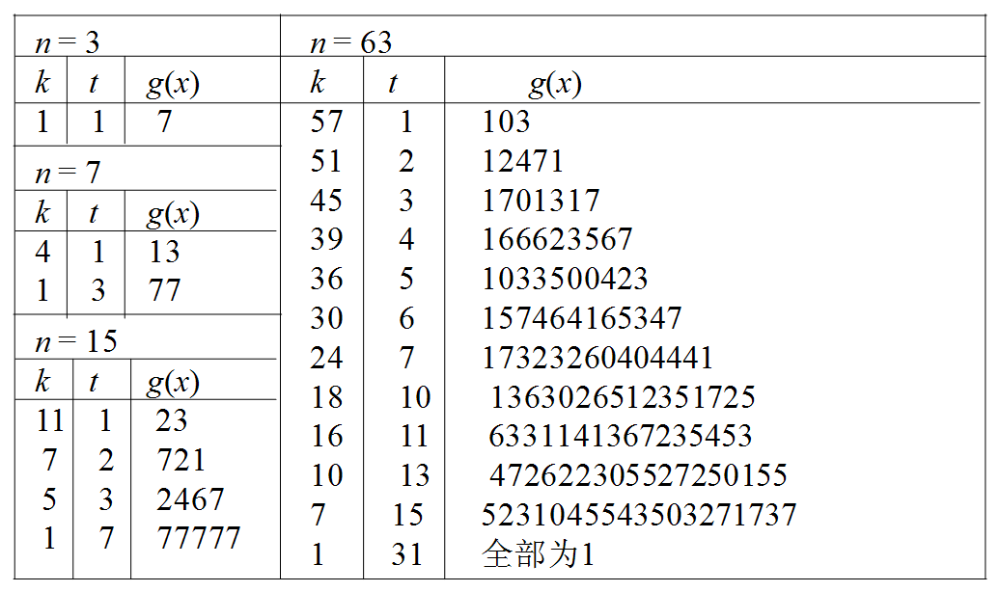 n = 3
k t g(x)
1 1 7
n = 7
k t g(x)
4 1 13
1 3 77
n = 15
k t g(x)
11 1 23
7 2 721
5 3 2467
1 7 77777
n = 63
k t g(x)
57 1 103
51 2 12471
45 3 1701317
39 4 166623567
36 5 1033500423
30 6 157464165347
24 7 17323260404441
18 10 1363026512351725
16 11 6331141367235453
10 13 472622305527250155
7 15 5231045543503271737
1 31 全部为1